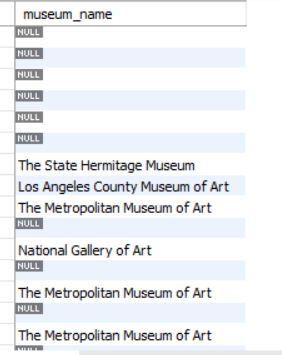 museum_name
NULL
NULL
NULL
NULL
NULL
NULL
The State Hermitage Museum
Los Angeles County Museum of Art
The Metropolitan Museum of Art
NULL
National Gallery of Art
NULL
The Metropolitan Museum of Art
NULL
The Metropolitan Museum of Art
NULL